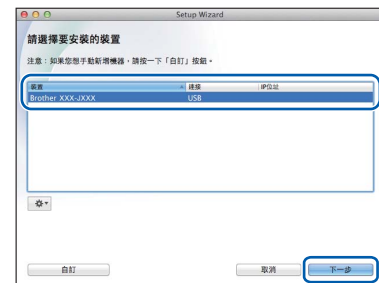 Setup Wizard
請選擇要安裝的裝置
注意：如果您想手動新增機器，請按一下「自訂」按鈕。
裝置 連接 IP位址
Brother XXX-JXXX USB
自訂 取消 下一步